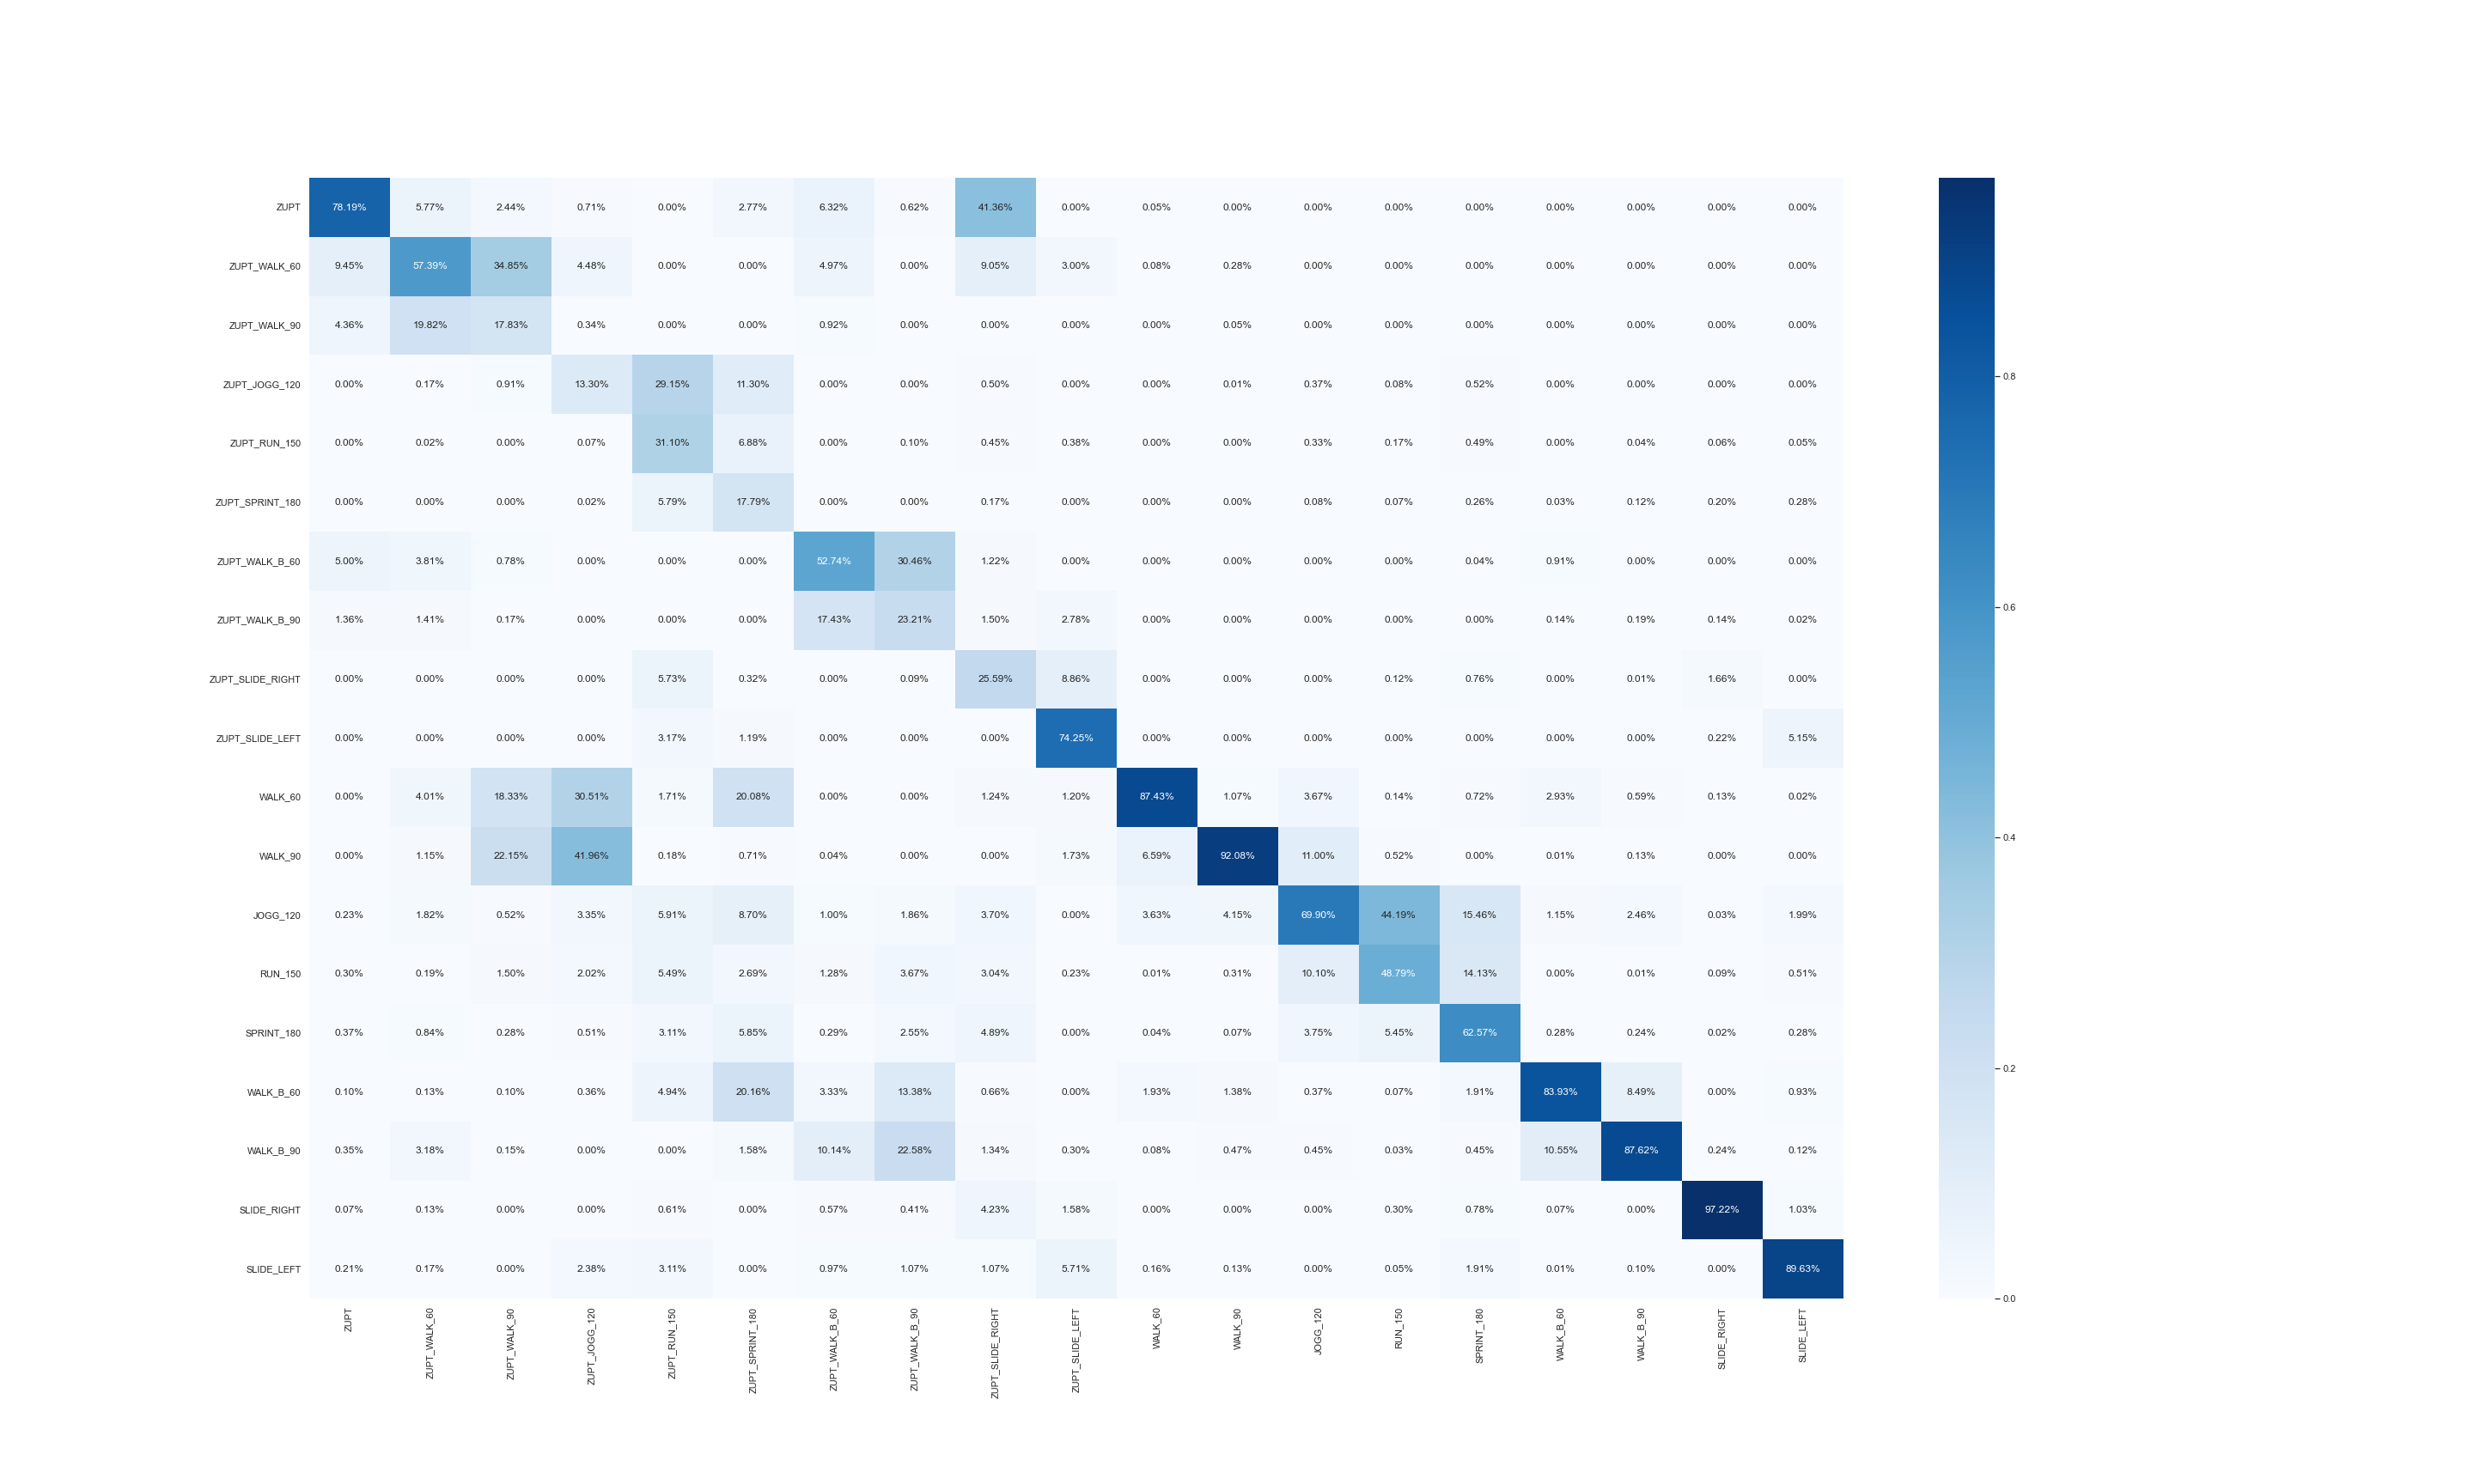 ZUPT 78.19% 5.77% 2.44% 0.71% 0.00% 2.77% 6.32% 0.62% 41.36% 0.00% 0.05% 0.00% 0.00% 0.00% 0.00% 0.00% 0.00% 0.00% 0.00%
ZUPT_WALK_60 9.45% 57.39% 34.85% 4.48% 0.00% 0.00% 4.97% 0.00% 9.05% 3.00% 0.08% 0.28% 0.00% 0.00% 0.00% 0.00% 0.00% 0.00% 0.00%
ZUPT_WALK_90 4.36% 19.82% 17.83% 0.34% 0.00% 0.00% 0.92% 0.00% 0.00% 0.00% 0.00% 0.05% 0.00% 0.00% 0.00% 0.00% 0.00% 0.00% 0.00%
ZUPT_JOGG_120 0.00% 0.17% 0.91% 13.30% 29.15% 11.30% 0.00% 0.00% 0.50% 0.00% 0.00% 0.01% 0.37% 0.08% 0.52% 0.00% 0.00% 0.00% 0.00%
0.8
ZUPT_RUN_150 0.00% 0.02% 0.00% 0.07% 31.10% 6.88% 0.00% 0.10% 0.45% 0.38% 0.00% 0.00% 0.33% 0.17% 0.49% 0.00% 0.04% 0.06% 0.05%
ZUPT_SPRINT_180 0.00% 0.00% 0.00% 0.02% 5.79% 17.79% 0.00% 0.00% 0.17% 0.00% 0.00% 0.00% 0.08% 0.07% 0.26% 0.03% 0.12% 0.20% 0.28%
ZUPT_WALK_B_60 5.00% 3.81% 0.78% 0.00% 0.00% 0.00% 52.74% 30.46% 1.22% 0.00% 0.00% 0.00% 0.00% 0.00% 0.04% 0.91% 0.00% 0.00% 0.00%
0.6
ZUPT_WALK_B_90 1.36% 1.41% 0.17% 0.00% 0.00% 0.00% 17.43% 23.21% 1.50% 2.78% 0.00% 0.00% 0.00% 0.00% 0.00% 0.14% 0.19% 0.14% 0.02%
ZUPT_SLIDE_RIGHT 0.00% 0.00% 0.00% 0.00% 5.73% 0.32% 0.00% 0.09% 25.59% 8.86% 0.00% 0.00% 0.00% 0.12% 0.76% 0.00% 0.01% 1.66% 0.00%
ZUPT_SLIDE_LEFT 0.00% 0.00% 0.00% 0.00% 3.17% 1.19% 0.00% 0.00% 0.00% 74.25% 0.00% 0.00% 0.00% 0.00% 0.00% 0.00% 0.00% 0.22% 5.15%
WALK_60 0.00% 4.01% 18.33% 30.51% 1.71% 20.08% 0.00% 0.00% 1.24% 1.20% 87.43% 1.07% 3.67% 0.14% 0.72% 2.93% 0.59% 0.13% 0.02%
0.4
WALK_90 0.00% 1.15% 22.15% 41.96% 0.18% 0.71% 0.04% 0.00% 0.00% 1.73% 6.59% 92.08% 11.00% 0.52% 0.00% 0.01% 0.13% 0.00% 0.00%
JOGG_120 0.23% 1.82% 0.52% 3.35% 5.91% 8.70% 1.00% 1.86% 3.70% 0.00% 3.63% 4.15% 69.90% 44.19% 15.46% 1.15% 2.46% 0.03% 1.99%
RUN_150 0.30% 0.19% 1.50% 2.02% 5.49% 2.69% 1.28% 3.67% 3.04% 0.23% 0.01% 0.31% 10.10% 48.79% 14.13% 0.00% 0.01% 0.09% 0.51%
SPRINT_180 0.37% 0.84% 0.28% 0.51% 3.11% 5.85% 0.29% 2.55% 4.89% 0.00% 0.04% 0.07% 3.75% 5.45% 62.57% 0.28% 0.24% 0.02% 0.28%
0.2
WALK_B_60 0.10% 0.13% 0.10% 0.36% 4.94% 20.16% 3.33% 13.38% 0.66% 0.00% 1.93% 1.38% 0.37% 0.07% 1.91% 83.93% 8.49% 0.00% 0.93%
WALK_B_90 0.35% 3.18% 0.15% 0.00% 0.00% 1.58% 10.14% 22.58% 1.34% 0.30% 0.08% 0.47% 0.45% 0.03% 0.45% 10.55% 87.62% 0.24% 0.12%
SLIDE_RIGHT 0.07% 0.13% 0.00% 0.00% 0.61% 0.00% 0.57% 0.41% 4.23% 1.58% 0.00% 0.00% 0.00% 0.30% 0.78% 0.07% 0.00% 97.22% 1.03%
SLIDE_LEFT 0.21% 0.17% 0.00% 2.38% 3.11% 0.00% 0.97% 1.07% 1.07% 5.71% 0.16% 0.13% 0.00% 0.05% 1.91% 0.01% 0.10% 0.00% 89.63%
0.0
ZUPT
ZUPT_WALK_60
ZUPT_WALK_90
ZUPT_JOGG_120
ZUPT_RUN_150
ZUPT_SPRINT_180
ZUPT_WALK_B_60
ZUPT_WALK_B_90
ZUPT_SLIDE_RIGHT
ZUPT_SLIDE_LEFT
WALK_60
WALK_90
JOGG_120
RUN_150
SPRINT_180
WALK_B_60
WALK_B_90
SLIDE_RIGHT
SLIDE_LEFT